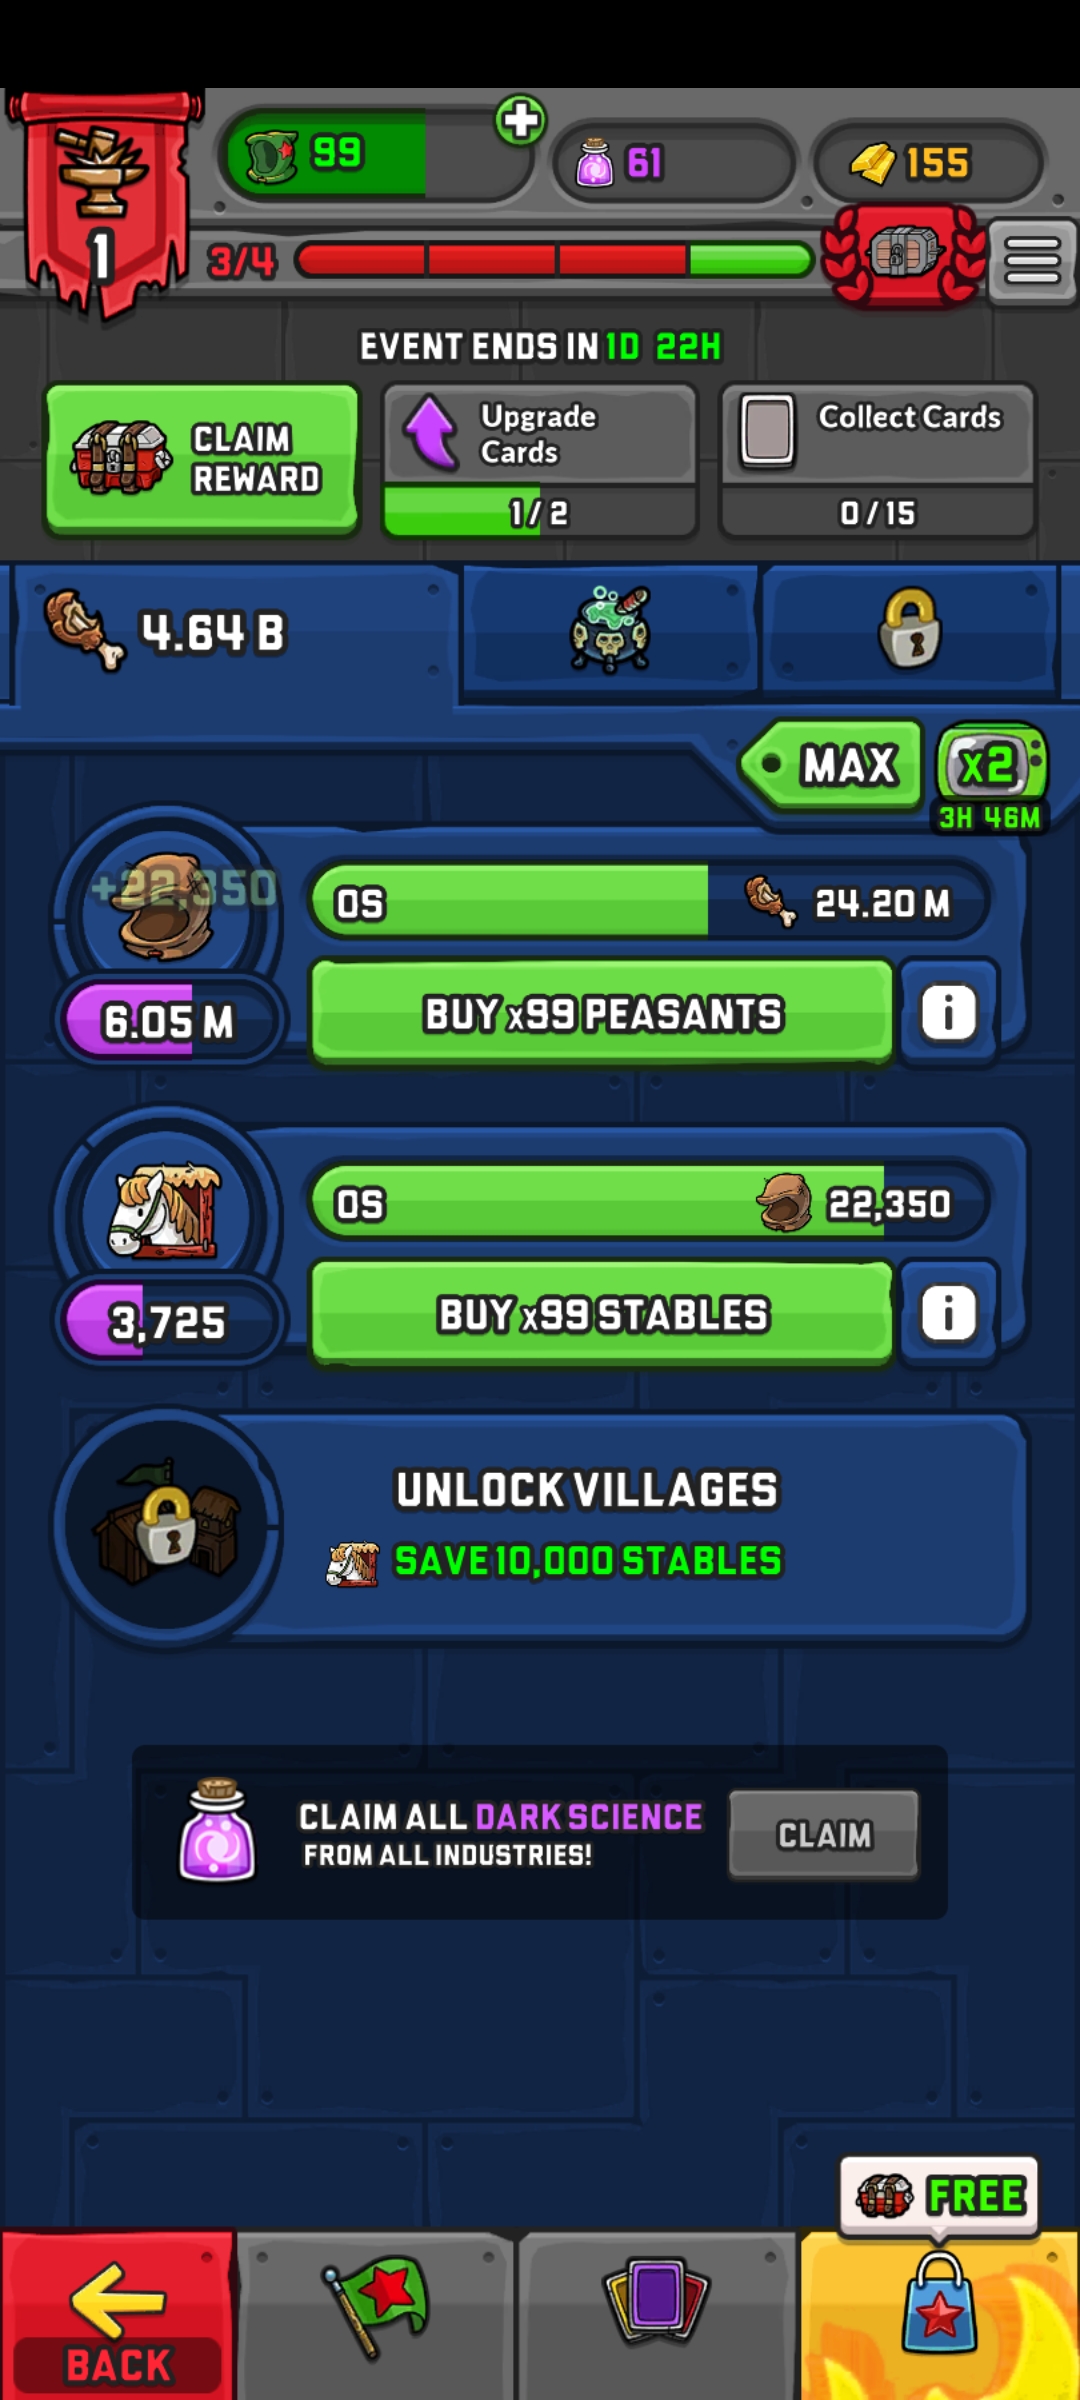 99
61
155
1
3/4
EVENT ENDS IN 1D 22H
CLAIM
REWARD
Upgrade
Cards
1/2
Collect Cards
0/15
4.64 B
MAX
x2
3H 46M
+22,350
0S
24.20 M
6.05 M
BUY x99 PEASANTS
i
0S
22,350
3,725
BUY x99 STABLES
i
UNLOCK VILLAGES
SAVE 10,000 STABLES
CLAIM ALL DARK SCIENCE
FROM ALL INDUSTRIES!
CLAIM
FREE
BACK